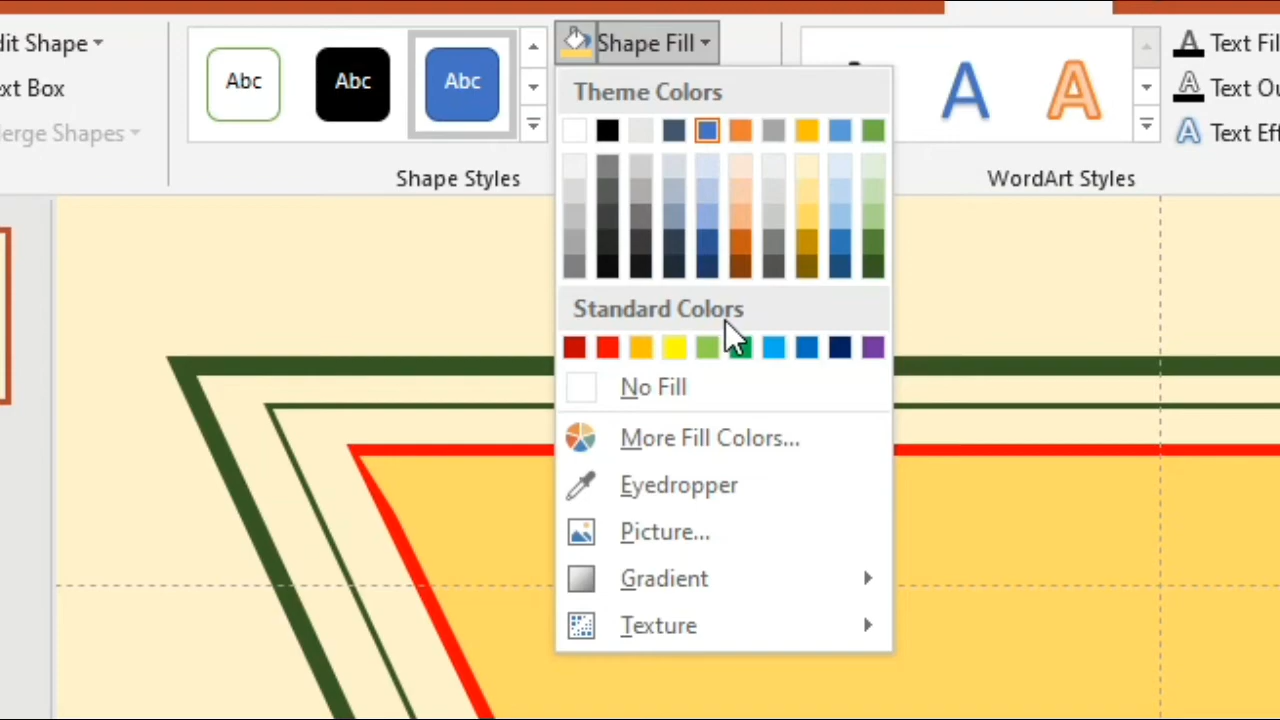 dit Shape
Abc
Abc
Abc
Shape Fill
Text Fil
ext Box
Text Ou
erge Shapes
Text Eff
Shape Styles
WordArt Styles
A
A
Theme Colors
Standard Colors
No Fill
More Fill Colors...
Eyedropper
Picture...
Gradient
Texture